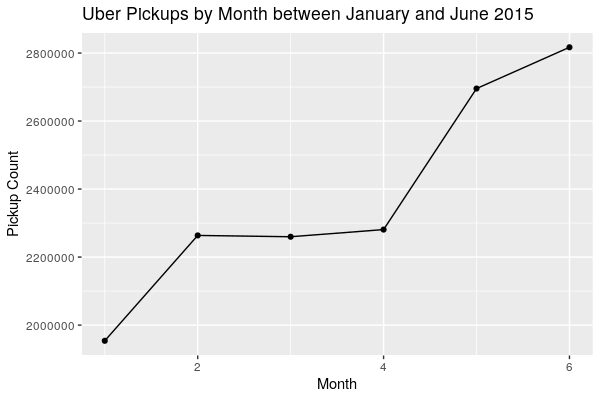 Uber Pickups by Month between January and June 2015
2800000
2600000
2400000
2200000
2000000
Pickup Count
2 4 6
Month